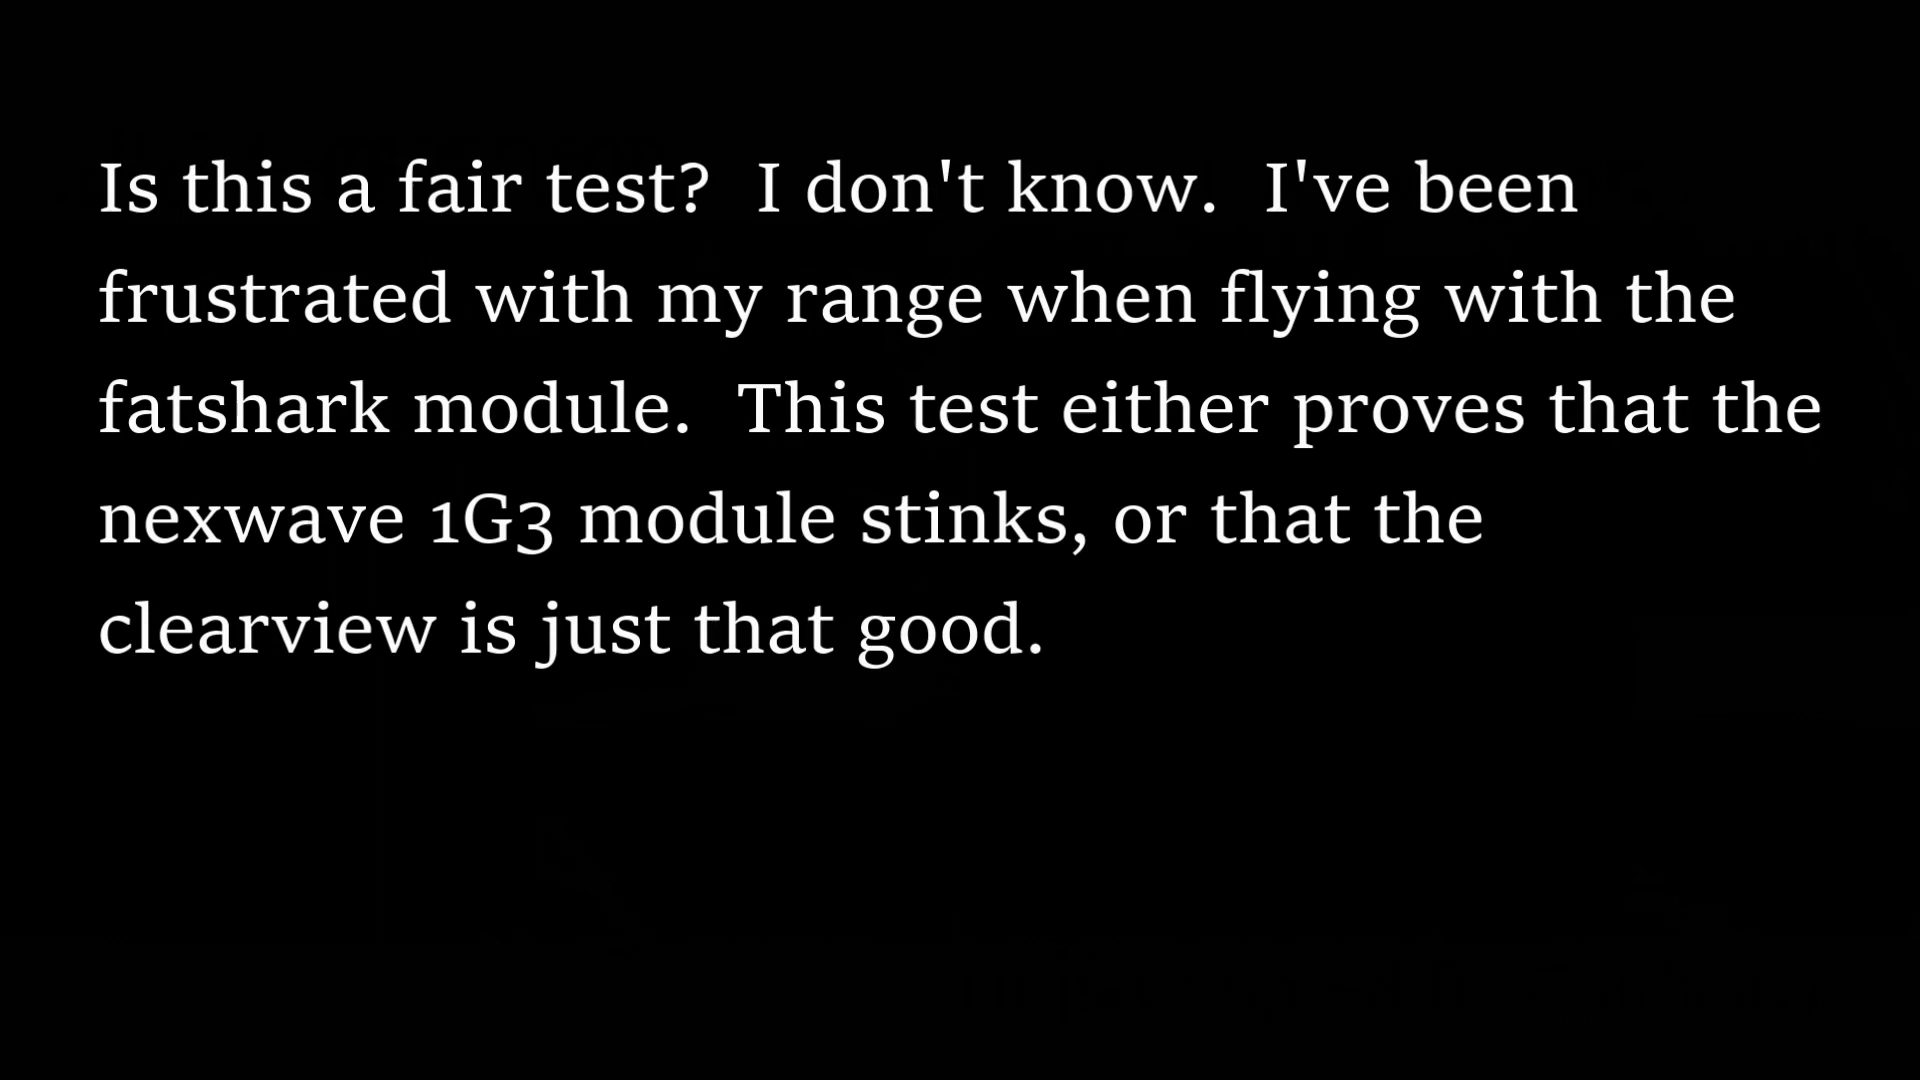 Is this a fair test?  I don't know.  I've been
frustrated with my range when flying with the
fatshark module.  This test either proves that the
nexwave 1G3 module stinks, or that the
clearview is just that good.